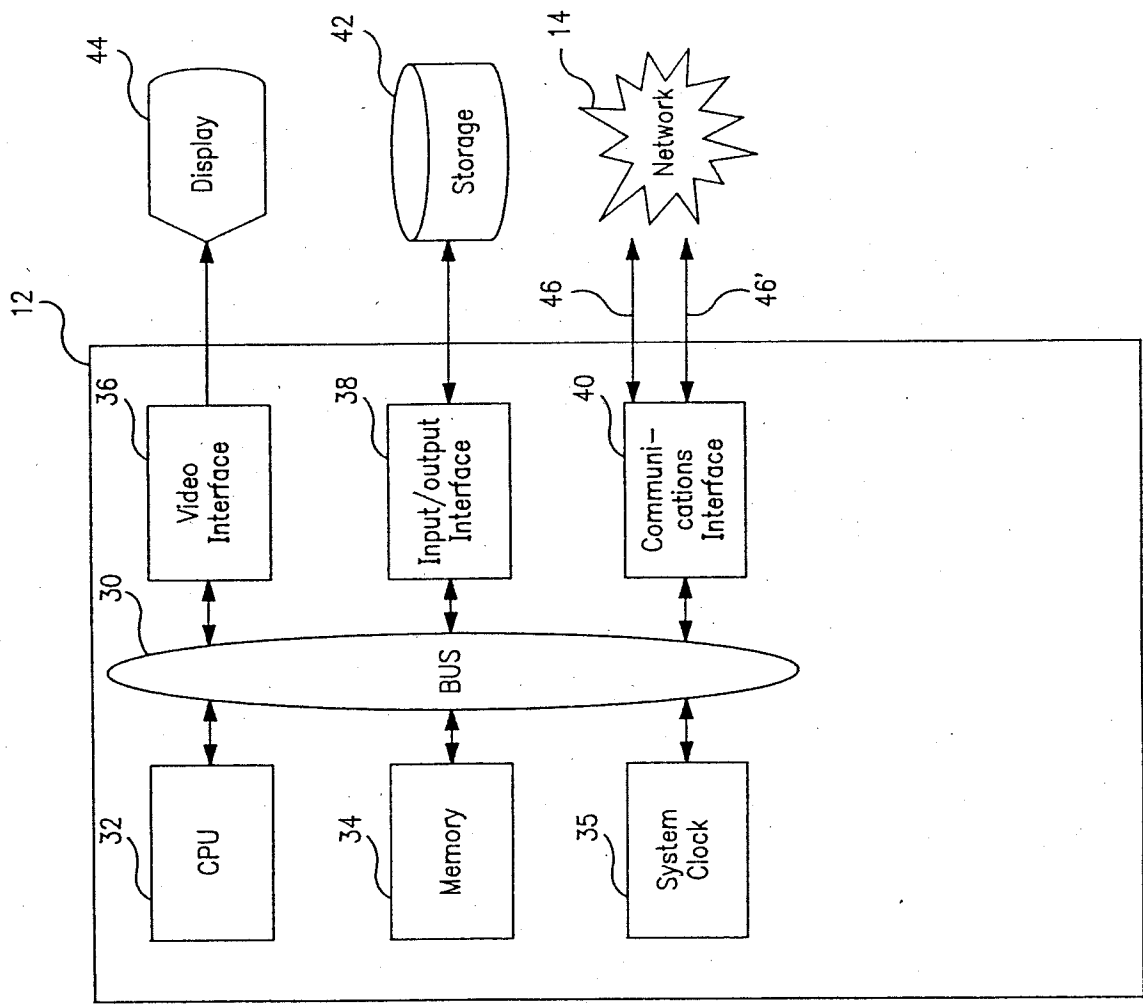 12
32
CPU
34
Memory
35
System
Clock
30
BUS
36
Video
Interface
38
Input/output
Interface
40
Communi-
cations
Interface
44
Display
42
Storage
14
Network
46
46'